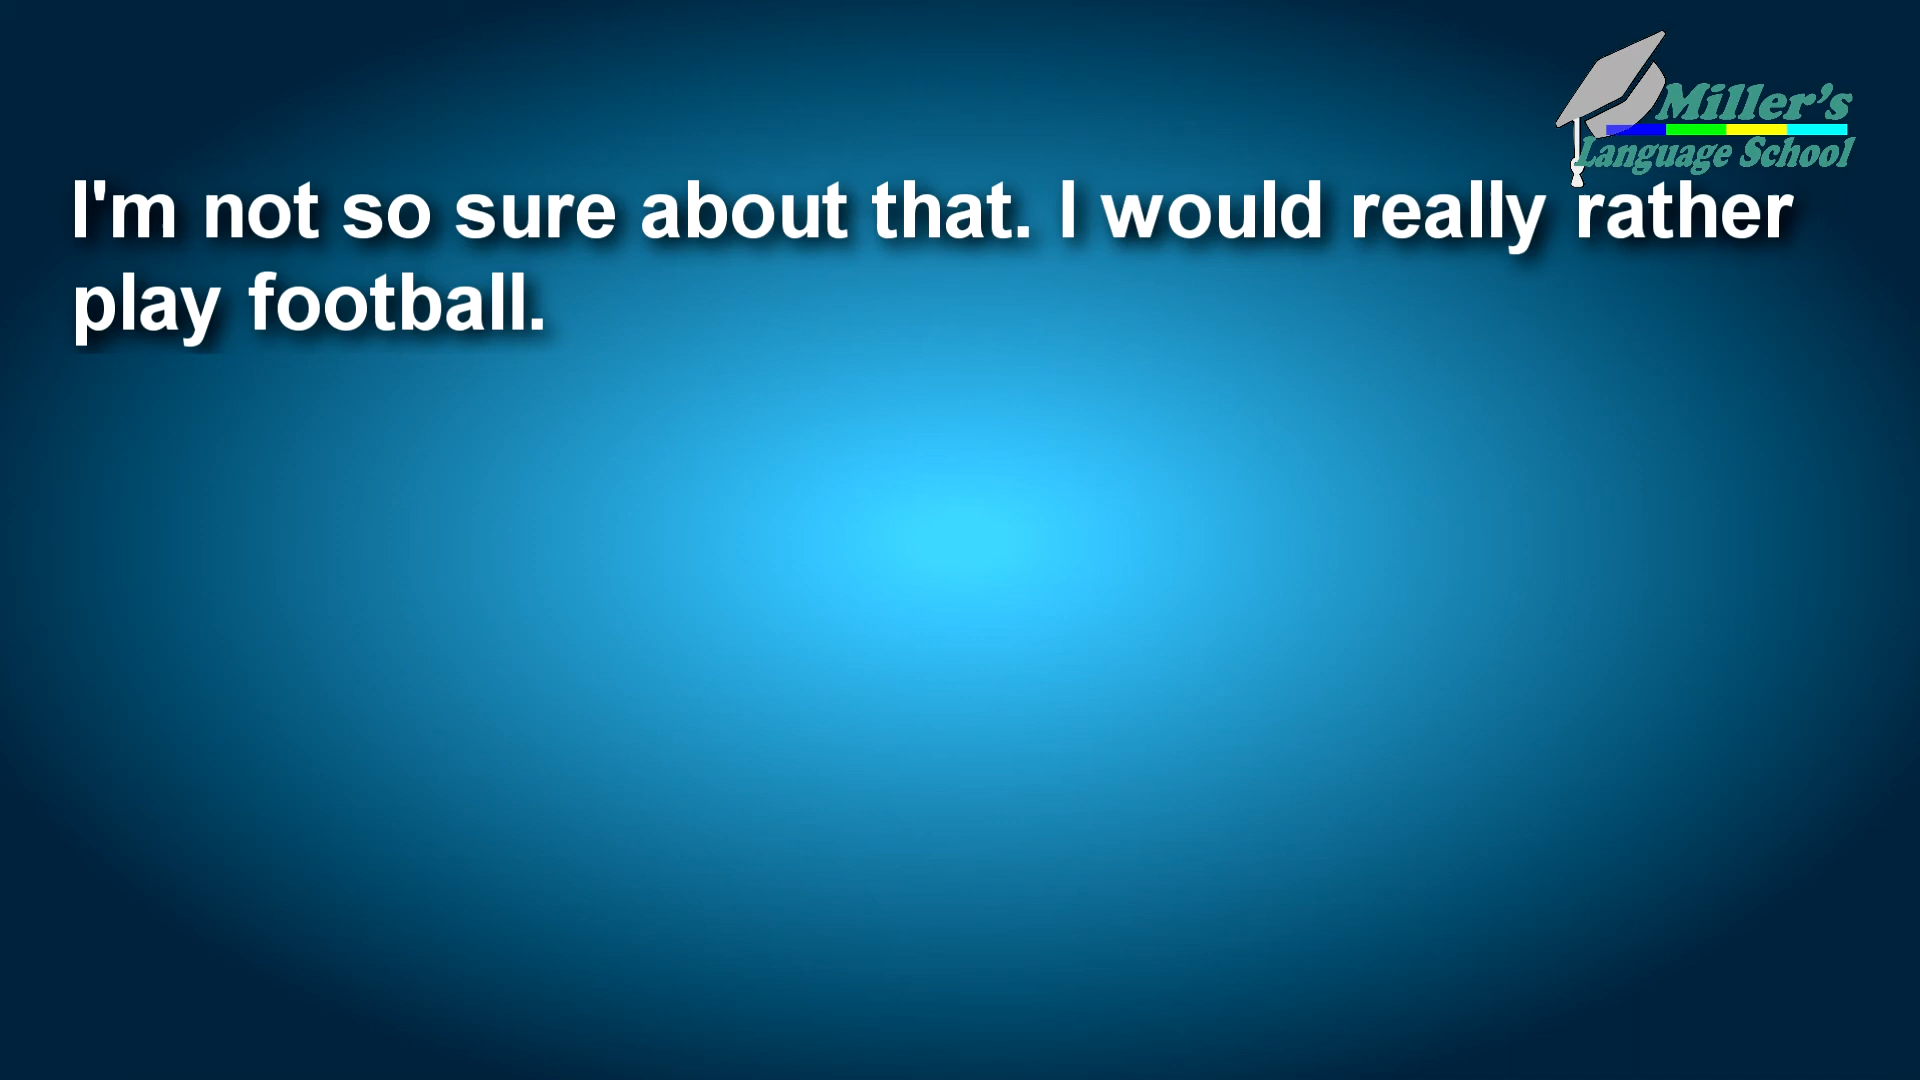 Miller's
Language School
I'm not so sure about that. I would really rather
play football.